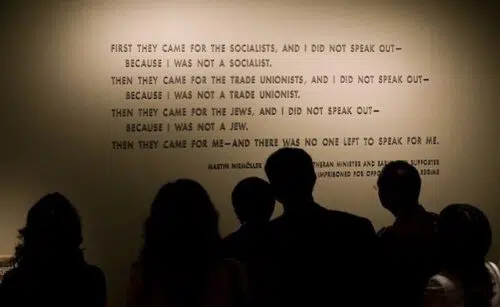 FIRST THEY CAME FOR THE SOCIALISTS, AND I DID NOT SPEAK OUT—
BECAUSE I WAS NOT A SOCIALIST.
THEN THEY CAME FOR THE TRADE UNIONISTS, AND I DID NOT SPEAK OUT—
BECAUSE I WAS NOT A TRADE UNIONIST.
THEN THEY CAME FOR THE JEWS, AND I DID NOT SPEAK OUT—
BECAUSE I WAS NOT A JEW.
THEN THEY CAME FOR ME—AND THERE WAS NO ONE LEFT TO SPEAK FOR ME.
MARTIN NIEMÖLLER MINISTER AND SUPPORTER
IMPRISONED FOR